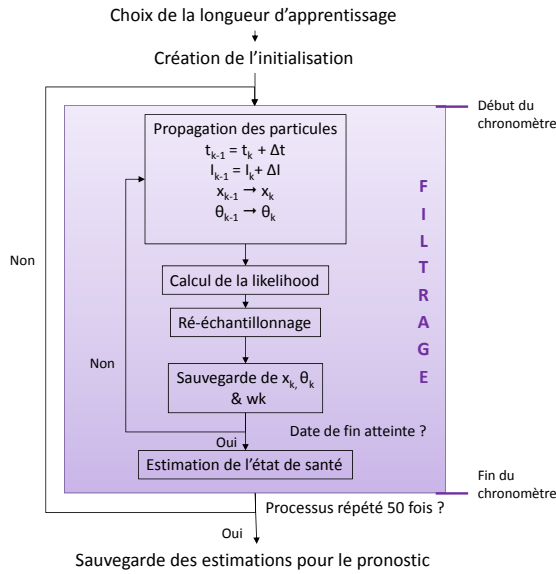 Choix de la longueur d'apprentissage
Création de l'initialisation
Début du
chronomètre
Propagation des particules
t_{k-1} = t_k + Δt
I_{k-1} = I_k + ΔI
x_{k-1} → x_k
θ_{k-1} → θ_k
FILTRAGE
Non
Calcul de la likelihood
Ré-échantillonnage
Non
Sauvegarde de x_k, θ_k
& wk
Date de fin atteinte ?
Oui
Estimation de l'état de santé
Fin du
chronomètre
Processus répété 50 fois ?
Oui
Sauvegarde des estimations pour le pronostic